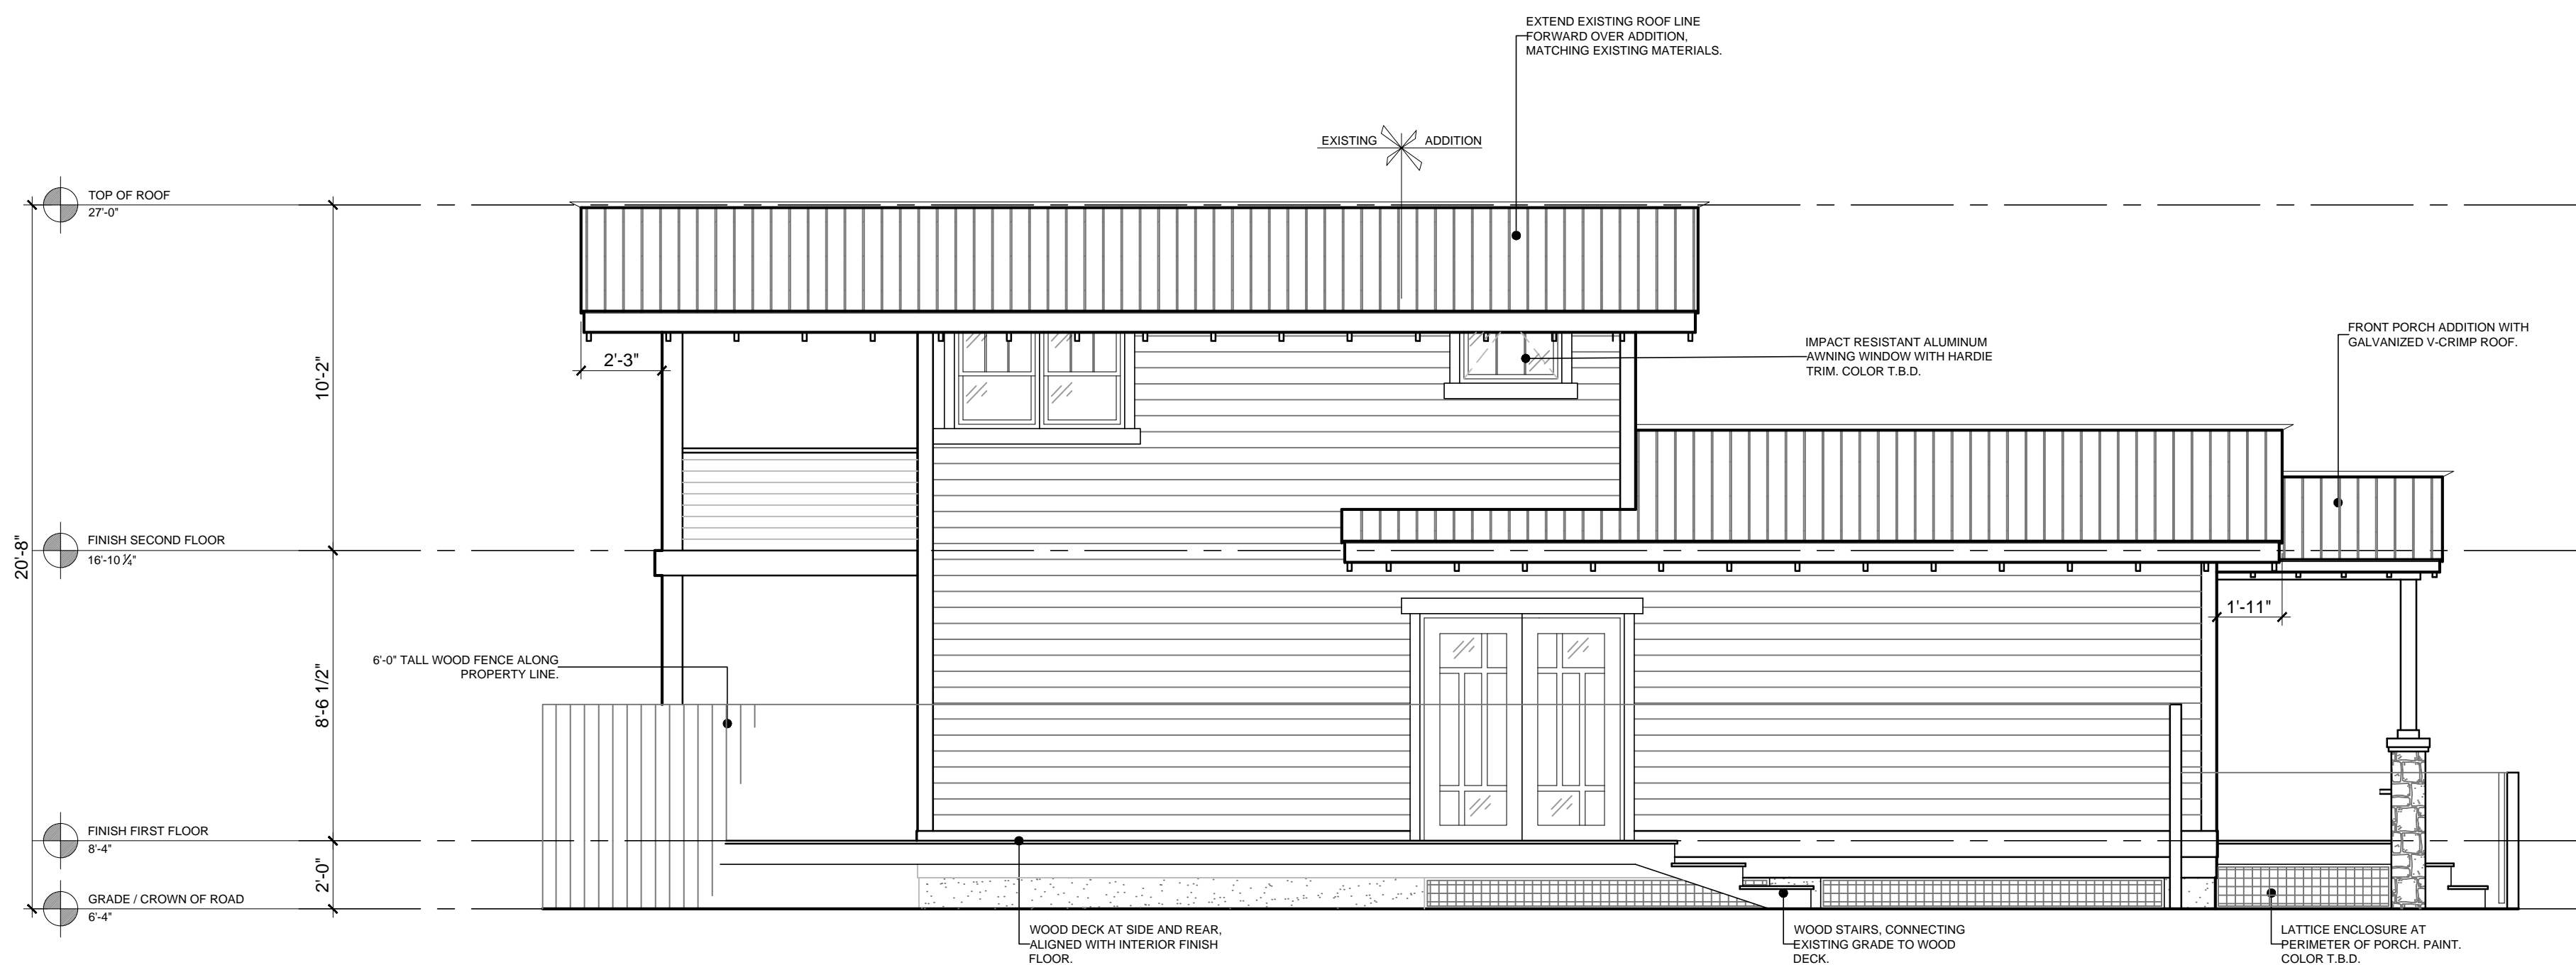 EXTEND EXISTING ROOF LINE
FORWARD OVER ADDITION,
MATCHING EXISTING MATERIALS.
EXISTING
ADDITION
TOP OF ROOF
27'-0"
10'-2"
2'-3"
IMPACT RESISTANT ALUMINUM
AWNING WINDOW WITH HARDIE
TRIM. COLOR T.B.D.
FRONT PORCH ADDITION WITH
GALVANIZED V-CRIMP ROOF.
20'-8"
FINISH SECOND FLOOR
16'-10 ¼"
1'-11"
6'-0" TALL WOOD FENCE ALONG
PROPERTY LINE.
8'-6 1/2"
FINISH FIRST FLOOR
8'-4"
2'-0"
GRADE / CROWN OF ROAD
6'-4"
WOOD DECK AT SIDE AND REAR,
ALIGNED WITH INTERIOR FINISH
FLOOR.
WOOD STAIRS, CONNECTING
EXISTING GRADE TO WOOD
DECK.
LATTICE ENCLOSURE AT
PERIMETER OF PORCH. PAINT.
COLOR T.B.D.